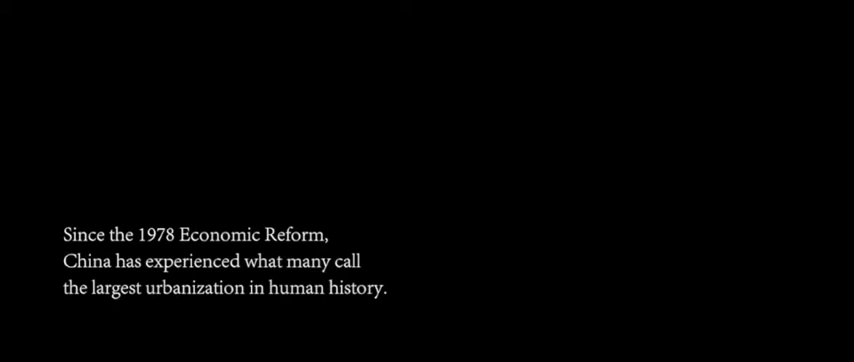 Since the 1978 Economic Reform,
China has experienced what many call
the largest urbanization in human history.